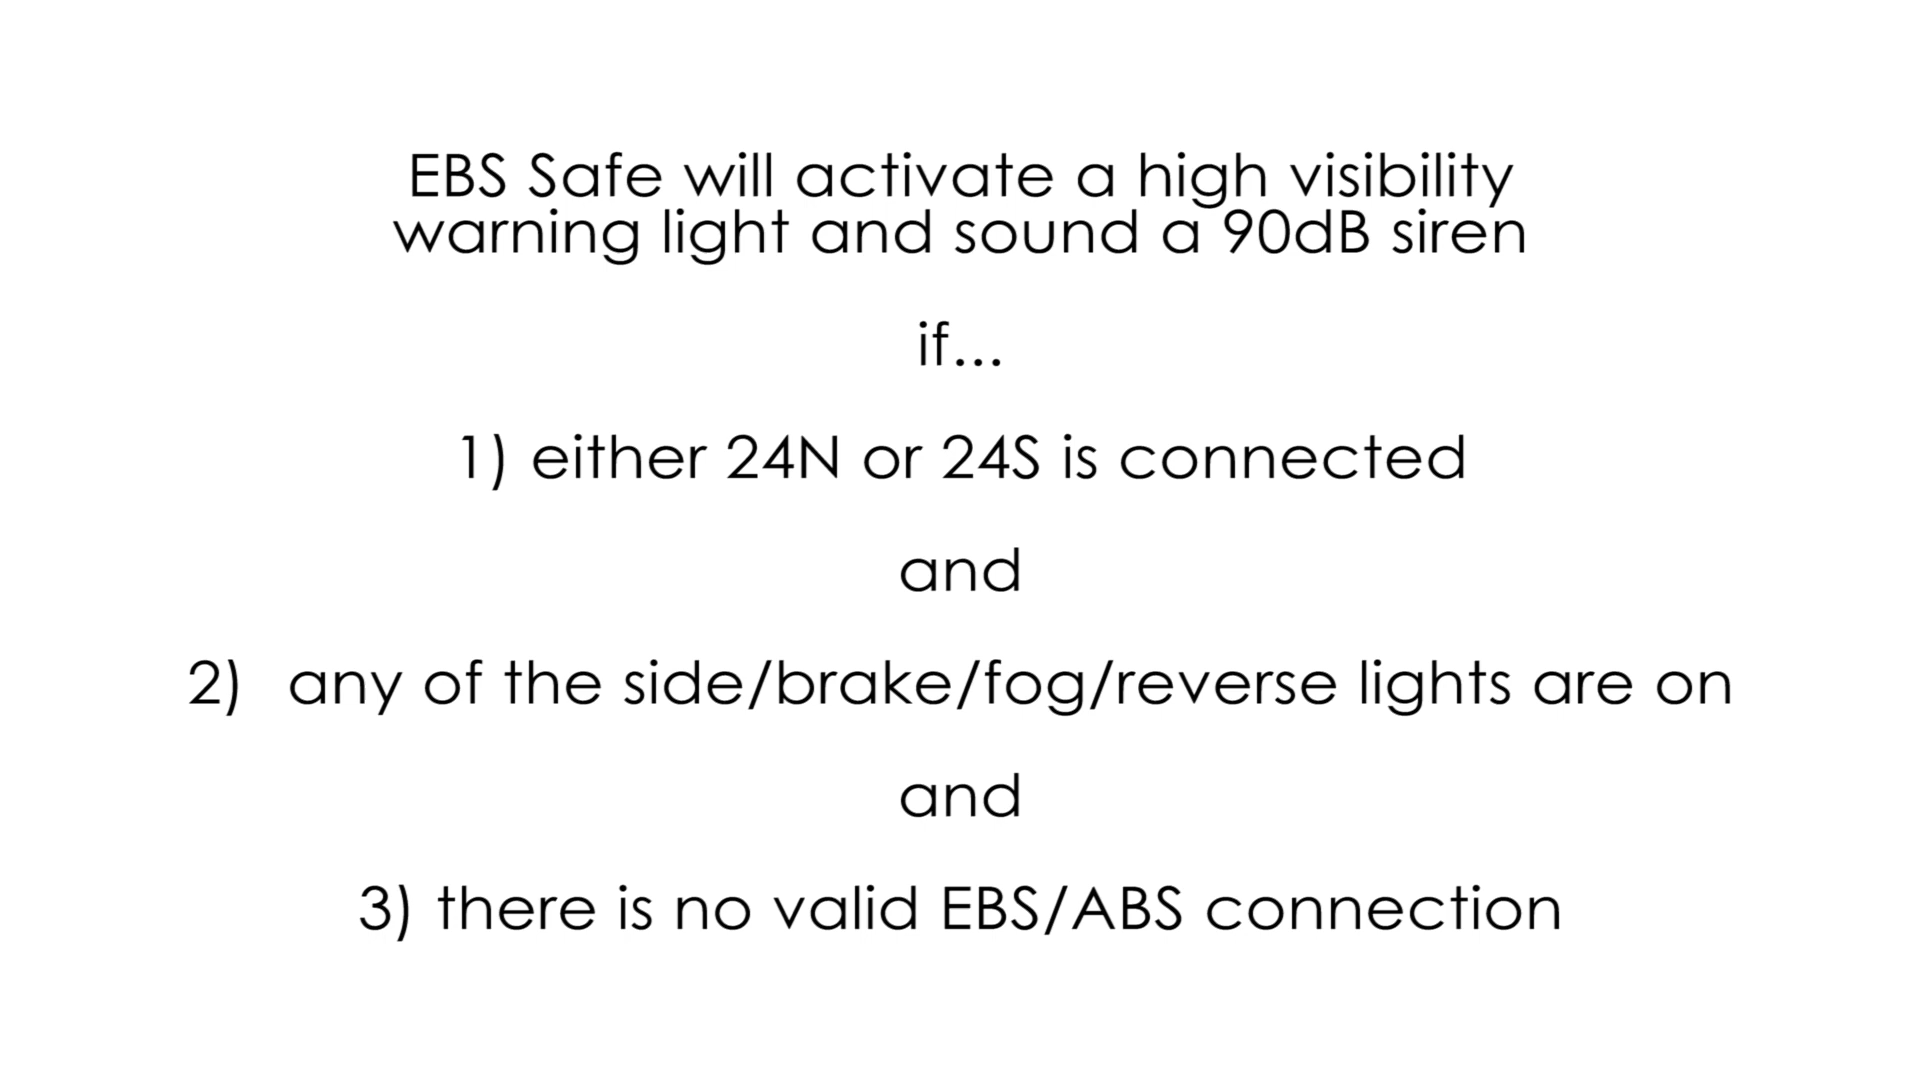 EBS Safe will activate a high visibility
warning light and sound a 90dB siren
if...
1) either 24N or 24S is connected
and
2) any of the side/brake/fog/reverse lights are on
and
3) there is no valid EBS/ABS connection